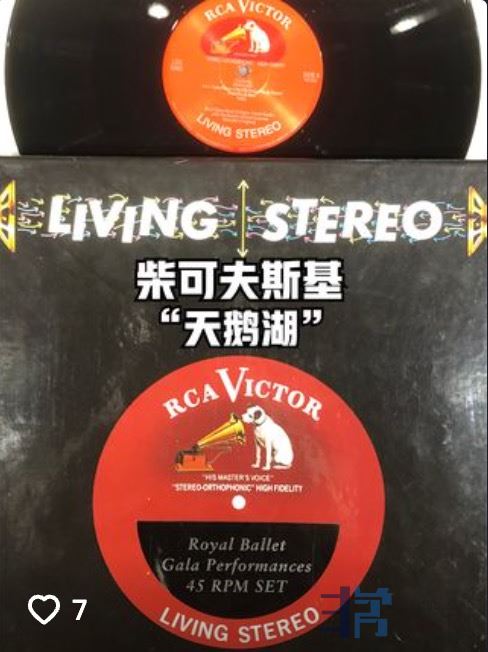 RCA VICTOR
LIVING STEREO
LIVING STEREO
柴可夫斯基
“天鹅湖”
RCA VICTOR
"HIS MASTER'S VOICE"
"STEREO-ORTHOPHONIC" HIGH FIDELITY
Royal Ballet
Gala Performances
45 RPM SET
LIVING STEREO
7